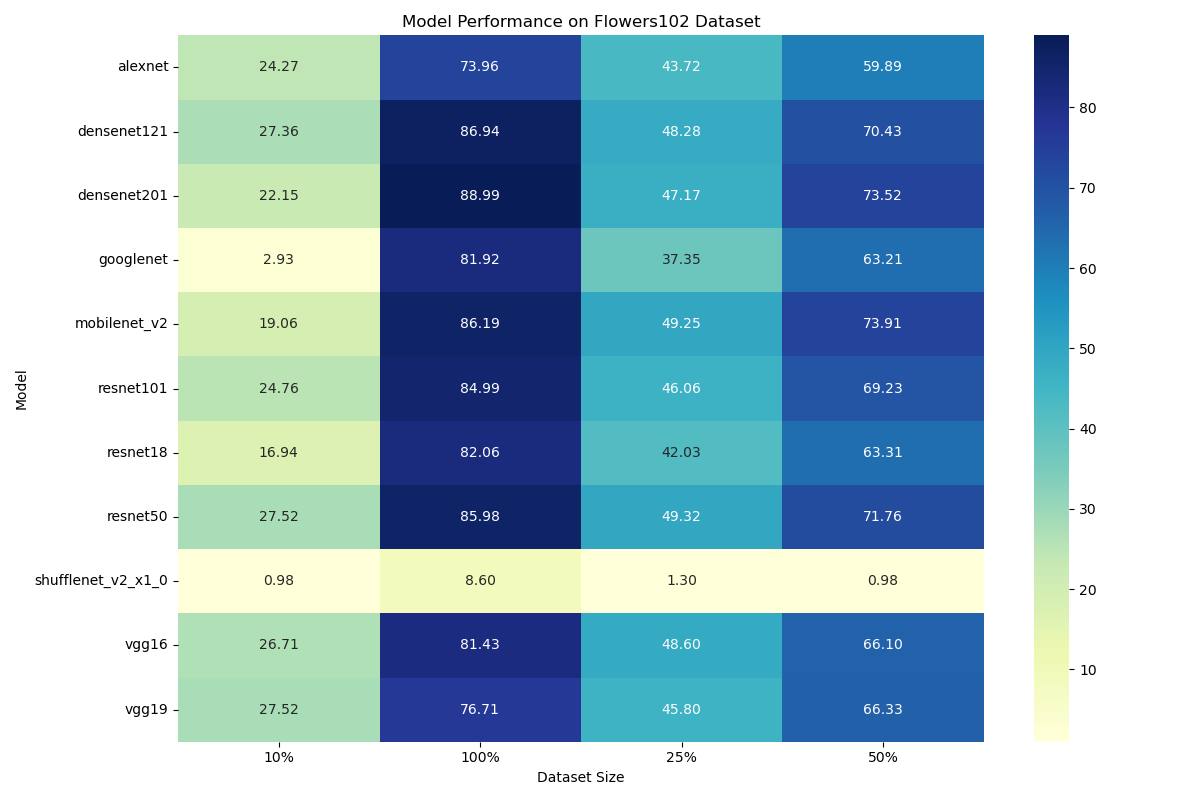 Model Performance on Flowers102 Dataset
Model
alexnet 24.27 73.96 43.72 59.89
densenet121 27.36 86.94 48.28 70.43
densenet201 22.15 88.99 47.17 73.52
googlenet 2.93 81.92 37.35 63.21
mobilenet_v2 19.06 86.19 49.25 73.91
resnet101 24.76 84.99 46.06 69.23
resnet18 16.94 82.06 42.03 63.31
resnet50 27.52 85.98 49.32 71.76
shufflenet_v2_x1_0 0.98 8.60 1.30 0.98
vgg16 26.71 81.43 48.60 66.10
vgg19 27.52 76.71 45.80 66.33
10% 100% 25% 50%
Dataset Size
80
70
60
50
40
30
20
10